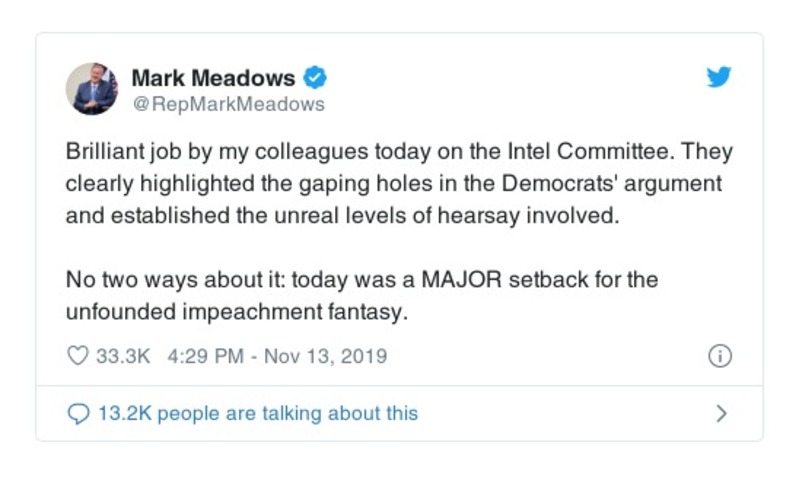 Mark Meadows
@RepMarkMeadows
Brilliant job by my colleagues today on the Intel Committee. They
clearly highlighted the gaping holes in the Democrats' argument
and established the unreal levels of hearsay involved.
No two ways about it: today was a MAJOR setback for the
unfounded impeachment fantasy.
33.3K 4:29 PM - Nov 13, 2019
13.2K people are talking about this